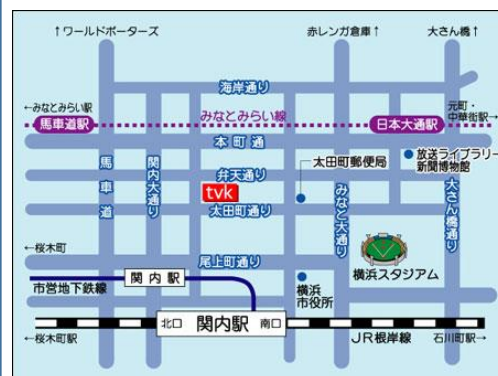 ↑ワールドポーターズ
赤レンガ倉庫↑
大さん橋↑
海岸通り
←みなとみらい駅
みなとみらい線
元町・
中華街駅→
馬車道駅
日本大通駅
本町通
馬車道
関内大通り
弁天通り
tvk
太田町通り
太田町郵便局
みなと大通り
放送ライブラリー
新聞博物館
大さん橋通り
←桜木町
尾上町通り
横浜スタジアム
関内駅
市営地下鉄線
横浜
市役所
北口 関内駅 南口
←桜木町駅
JR根岸線
石川町駅→